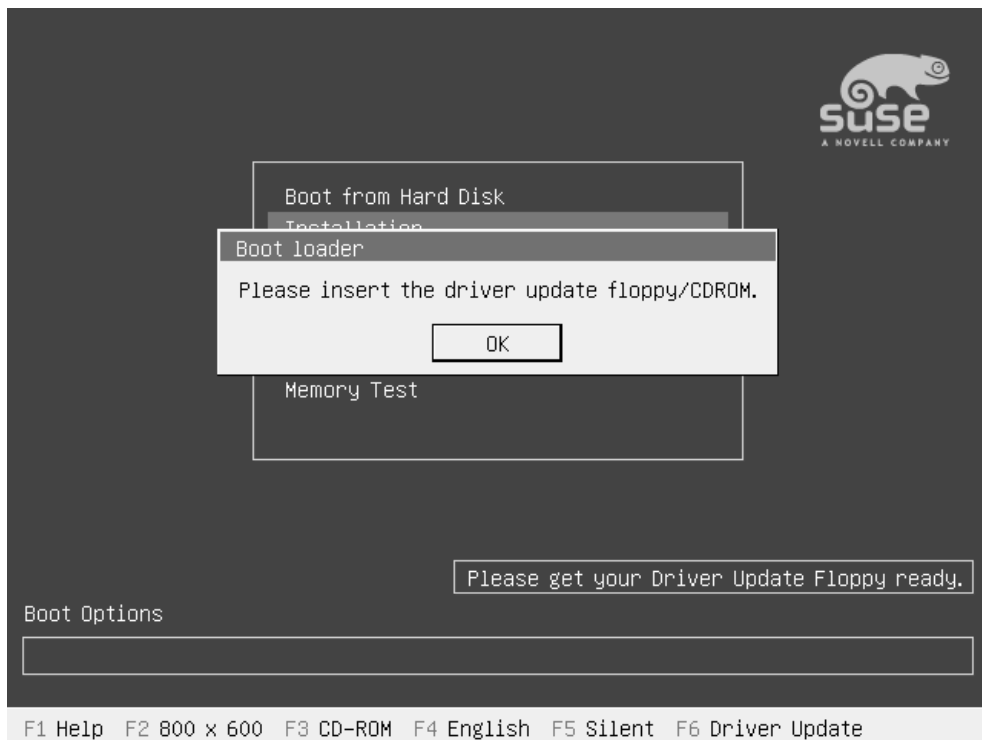 SUSE
A NOVELL COMPANY
Boot from Hard Disk
Installation
Boot loader
Please insert the driver update floppy/CDROM.
OK
Memory Test
Please get your Driver Update Floppy ready.
Boot Options
F1 Help F2 800 x 600 F3 CD-ROM F4 English F5 Silent F6 Driver Update